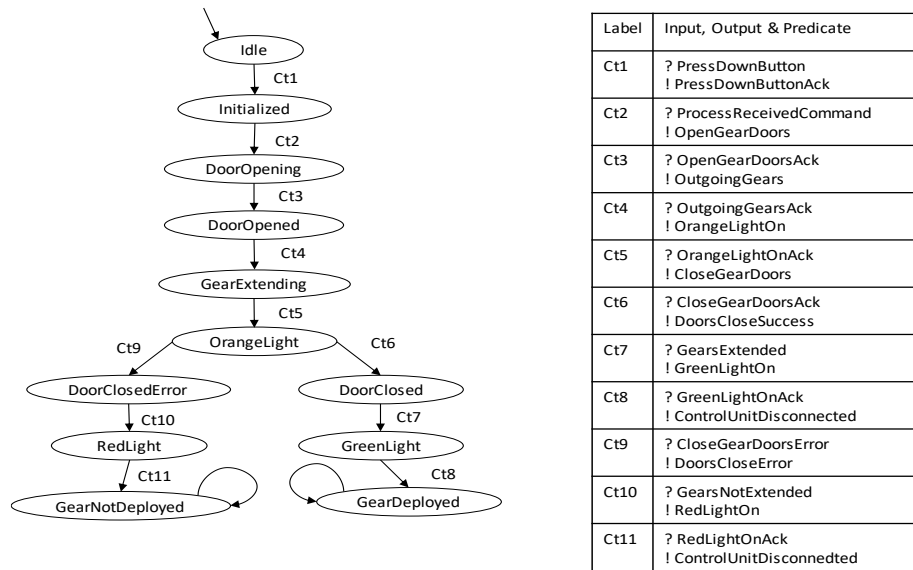 Idle
Ct1
Initialized
Ct2
DoorOpening
Ct3
DoorOpened
Ct4
GearExtending
Ct5
OrangeLight
Ct9
Ct6
DoorClosedError
DoorClosed
Ct10
Ct7
RedLight
GreenLight
Ct11
Ct8
GearNotDeployed
GearDeployed
Label Input, Output & Predicate
Ct1 ? PressDownButton
! PressDownButtonAck
Ct2 ? ProcessReceivedCommand
! OpenGearDoors
Ct3 ? OpenGearDoorsAck
! OutgoingGears
Ct4 ? OutgoingGearsAck
! OrangeLightOn
Ct5 ? OrangeLightOnAck
! CloseGearDoors
Ct6 ? CloseGearDoorsAck
! DoorsCloseSuccess
Ct7 ? GearsExtended
! GreenLightOn
Ct8 ? GreenLightOnAck
! ControlUnitDisconnected
Ct9 ? CloseGearDoorsError
! DoorsCloseError
Ct10 ? GearsNotExtended
! RedLightOn
Ct11 ? RedLightOnAck
! ControlUnitDisconnedted